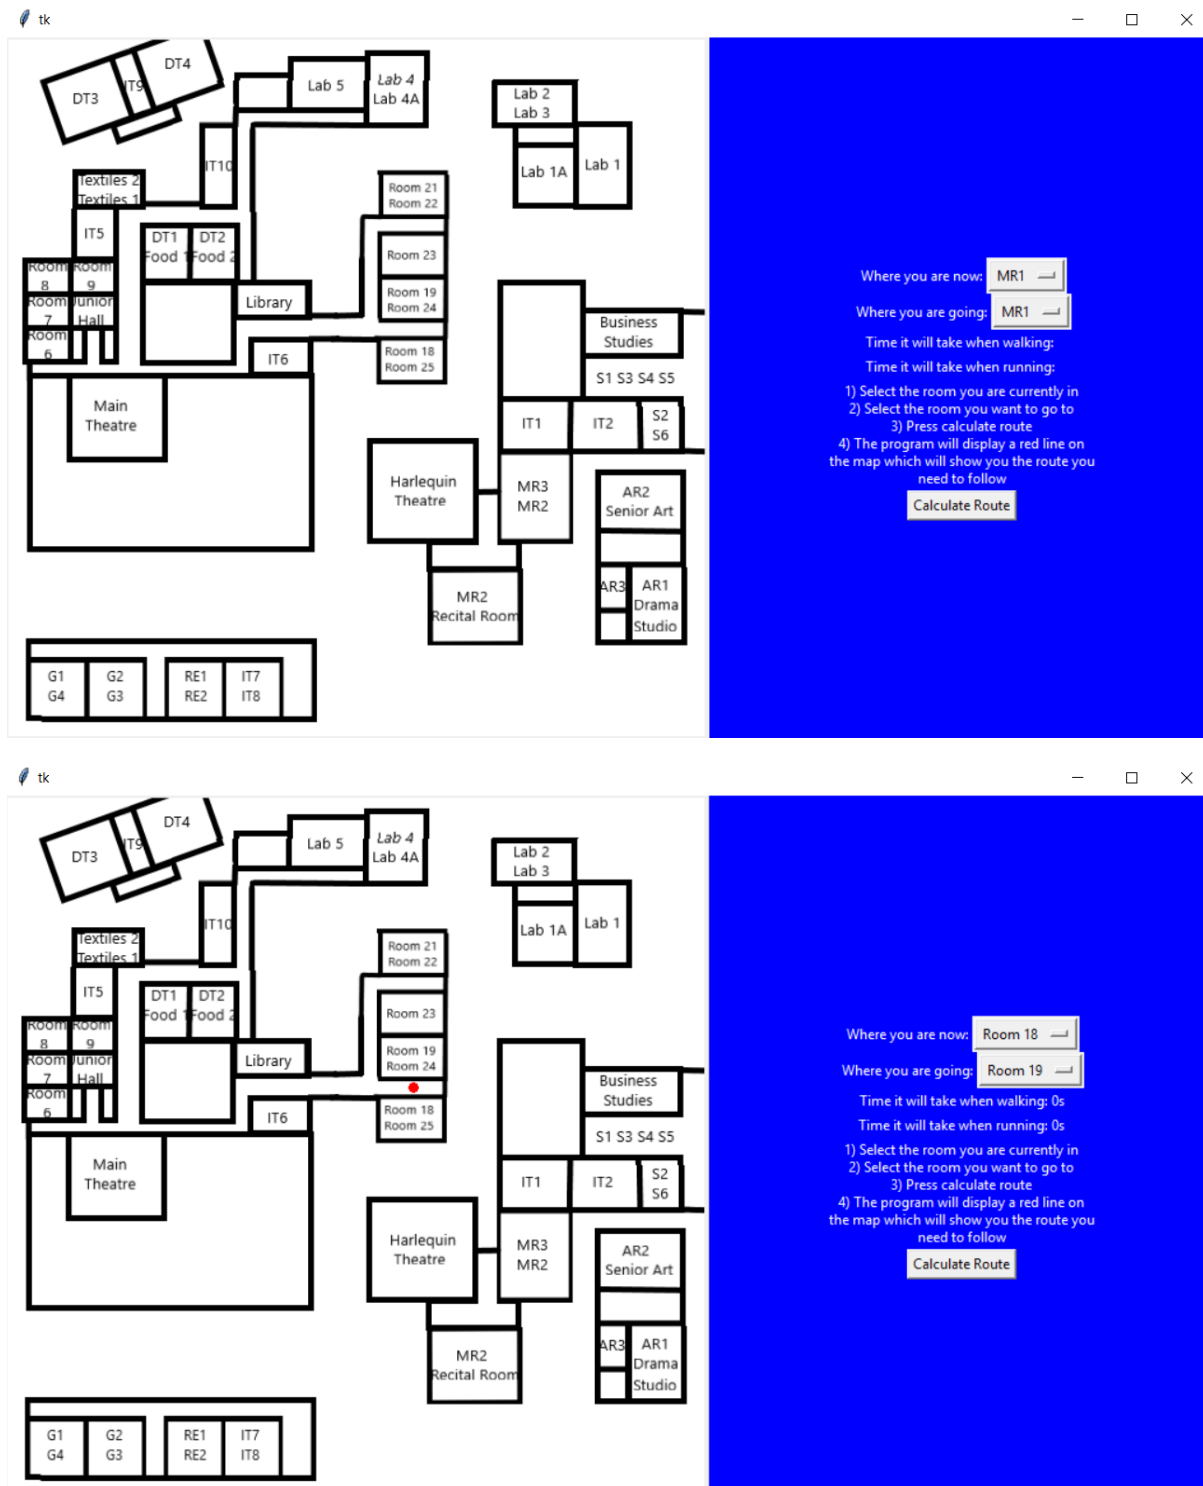 tk
DT4
DT3
IT9
Lab 5
Lab 4
Lab 4A
Lab 2
Lab 3
IT10
Lab 1A
Lab 1
Textiles 2
Textiles 1
Room 21
Room 22
IT5
DT1
Food 1
DT2
Food 2
Room 23
Room 8
Room 9
Room 7
Junior Hall
Room 6
Library
Room 19
Room 24
IT6
Room 18
Room 25
Business
Studies
S1 S3 S4 S5
Main
Theatre
IT1
IT2
S2
S6
Harlequin
Theatre
MR3
MR2
AR2
Senior Art
MR2
Recital Room
AR3
AR1
Drama
Studio
G1
G4
G2
G3
RE1
RE2
IT7
IT8
Where you are now: MR1
Where you are going: MR1
Time it will take when walking:
Time it will take when running:
1) Select the room you are currently in
2) Select the room you want to go to
3) Press calculate route
4) The program will display a red line on
the map which will show you the route you
need to follow
Calculate Route
tk
DT4
DT3
IT9
Lab 5
Lab 4
Lab 4A
Lab 2
Lab 3
IT10
Lab 1A
Lab 1
Textiles 2
Textiles 1
Room 21
Room 22
IT5
DT1
Food 1
DT2
Food 2
Room 23
Room 8
Room 9
Room 7
Junior Hall
Room 6
Library
Room 19
Room 24
IT6
Room 18
Room 25
Business
Studies
S1 S3 S4 S5
Main
Theatre
IT1
IT2
S2
S6
Harlequin
Theatre
MR3
MR2
AR2
Senior Art
MR2
Recital Room
AR3
AR1
Drama
Studio
G1
G4
G2
G3
RE1
RE2
IT7
IT8
Where you are now: Room 18
Where you are going: Room 19
Time it will take when walking: 0s
Time it will take when running: 0s
1) Select the room you are currently in
2) Select the room you want to go to
3) Press calculate route
4) The program will display a red line on
the map which will show you the route you
need to follow
Calculate Route